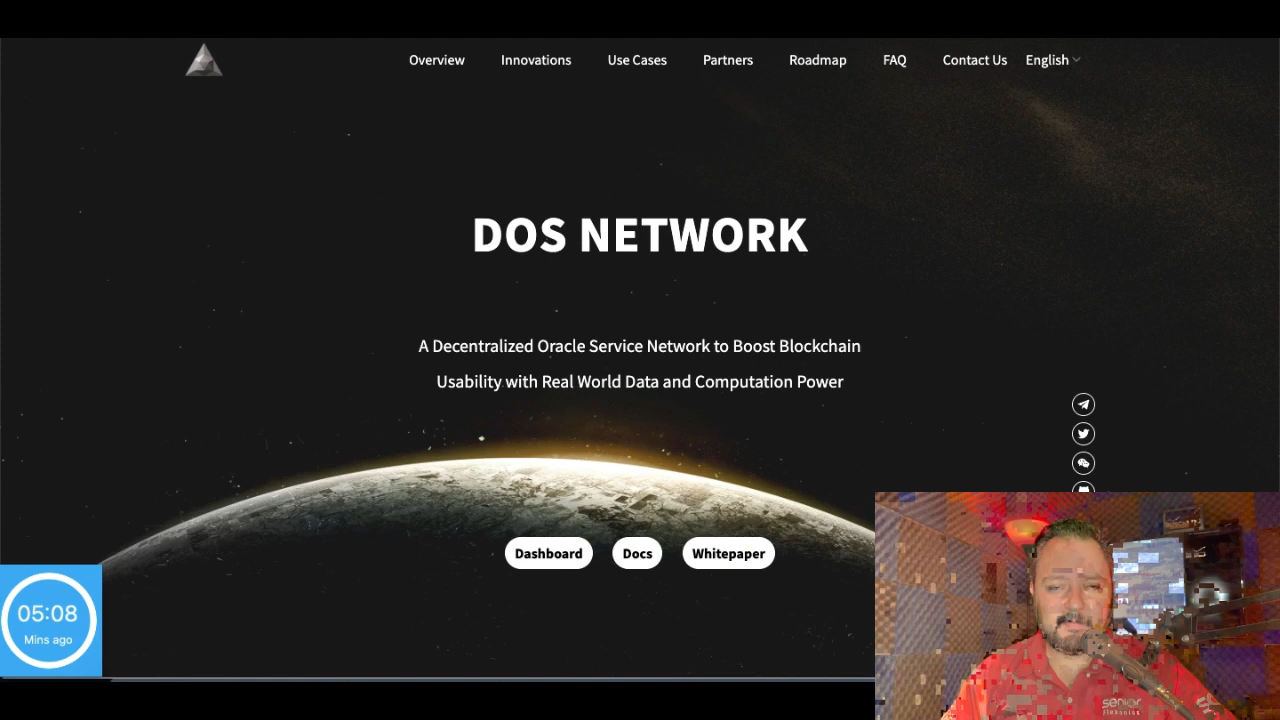 Overview Innovations Use Cases Partners Roadmap FAQ Contact Us English
DOS NETWORK
A Decentralized Oracle Service Network to Boost Blockchain
Usability with Real World Data and Computation Power
Dashboard Docs Whitepaper
05:08
Mins ago
senior